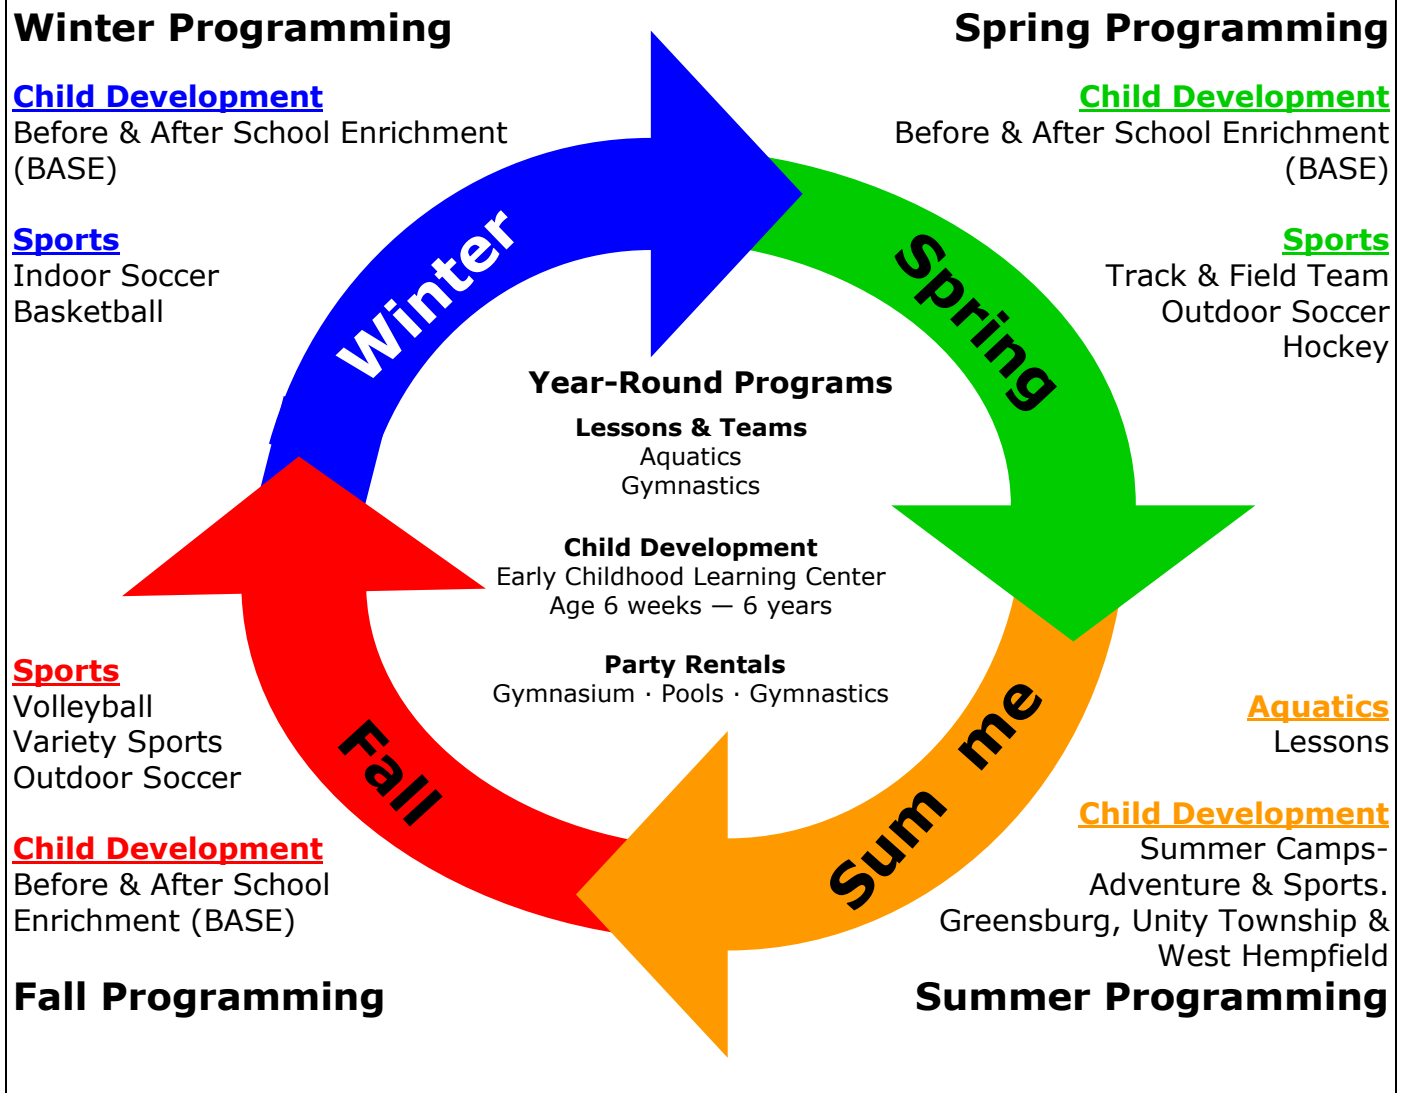 Winter Programming
Child Development
Before & After School Enrichment
(BASE)
Sports
Indoor Soccer
Basketball
Spring Programming
Child Development
Before & After School Enrichment
(BASE)
Sports
Track & Field Team
Outdoor Soccer
Hockey
Winter
Spring
Year-Round Programs
Lessons & Teams
Aquatics
Gymnastics
Child Development
Early Childhood Learning Center
Age 6 weeks — 6 years
Party Rentals
Gymnasium · Pools · Gymnastics
Fall
Sum me
Sports
Volleyball
Variety Sports
Outdoor Soccer
Child Development
Before & After School
Enrichment (BASE)
Fall Programming
Aquatics
Lessons
Child Development
Summer Camps-
Adventure & Sports.
Greensburg, Unity Township &
West Hempfield
Summer Programming